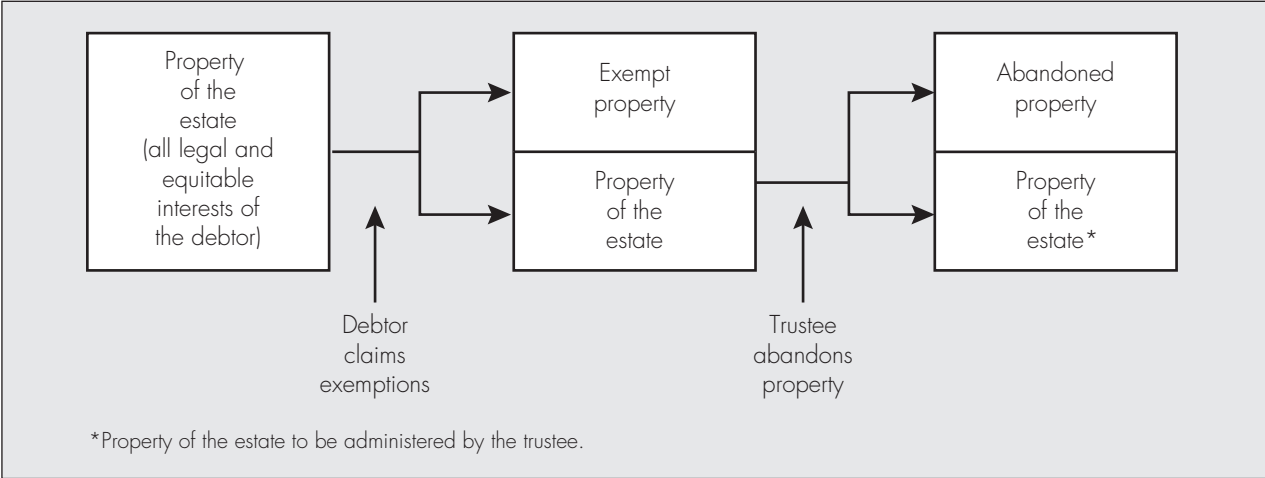 Property
of the
estate
(all legal and
equitable
interests of
the debtor)
Exempt
property
Property
of the
estate
Abandoned
property
Property
of the
estate*
Debtor
claims
exemptions
Trustee
abandons
property
*Property of the estate to be administered by the trustee.